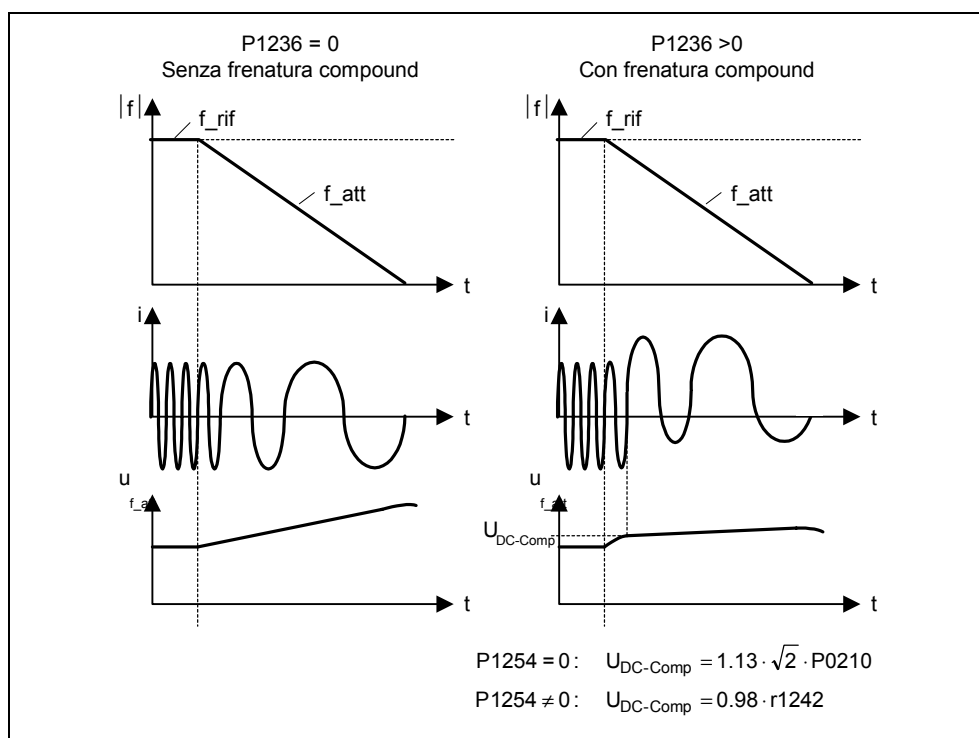 P1236 = 0
Senza frenatura compound
P1236 >0
Con frenatura compound
|f|
f_rif
f_att
t
|f|
f_rif
f_att
t
i
t
i
t
u
t
u
U_DC-Comp
t
P1254 = 0: U_DC-Comp = 1.13 · √2 · P0210
P1254 ≠ 0: U_DC-Comp = 0.98 · r1242